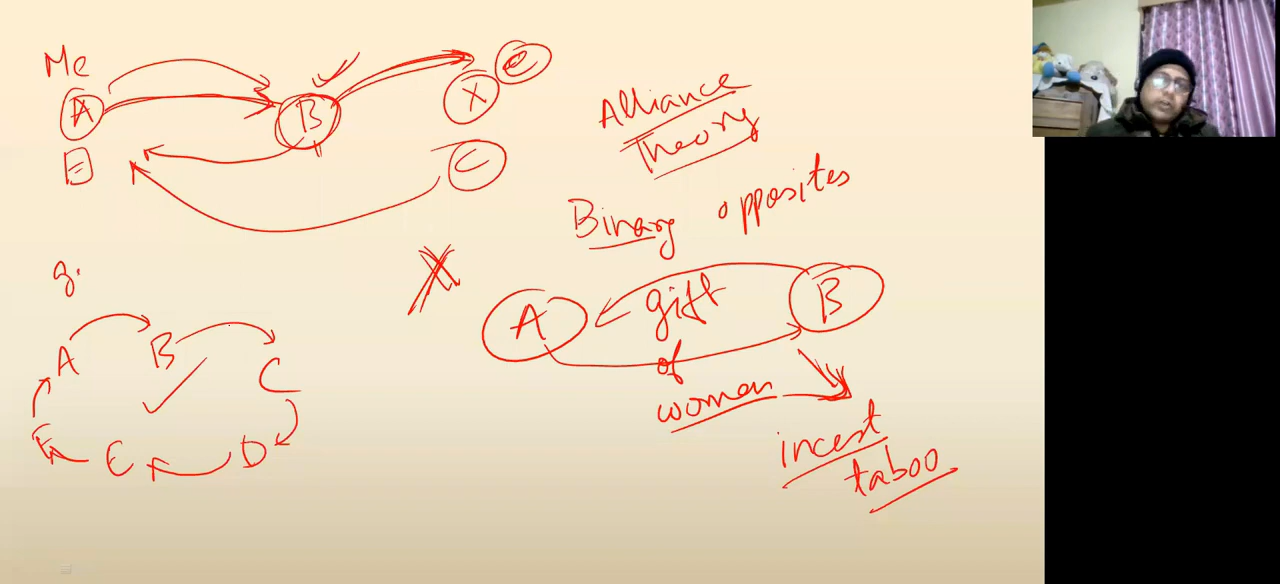 Me
A
B
X
C
E
C
Alliance
Theory
Binary opposites
X
g.
A
B
gift
of
women
A
B
C
D
E
F
incest
taboo